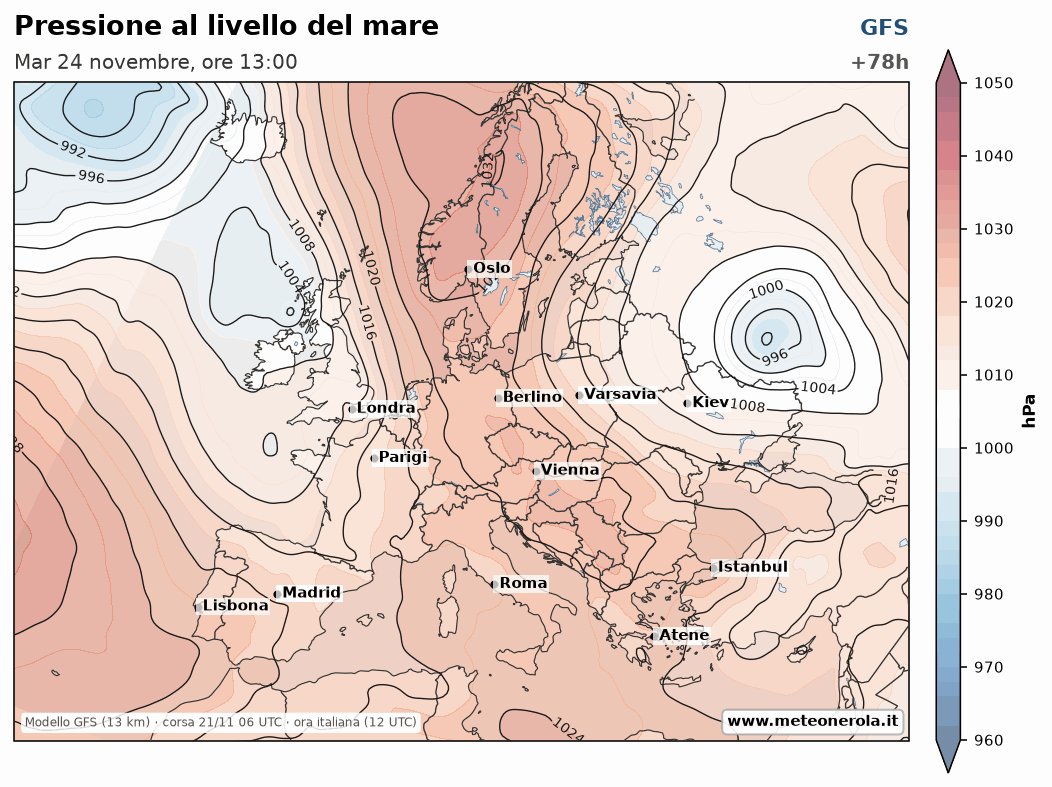 Pressione al livello del mare
GFS
Mar 24 novembre, ore 13:00
+78h
1050
1040
1030
1020
1010
1000
990
980
970
960
hPa
992
996
1008
1004
1020
1016
1000
996
1004
1008
1016
1024
Oslo
Berlino
Varsavia
Kiev
Londra
Parigi
Vienna
Istanbul
Roma
Madrid
Lisbona
Atene
Modello GFS (13 km) · corsa 21/11 06 UTC · ora italiana (12 UTC)
www.meteonerola.it